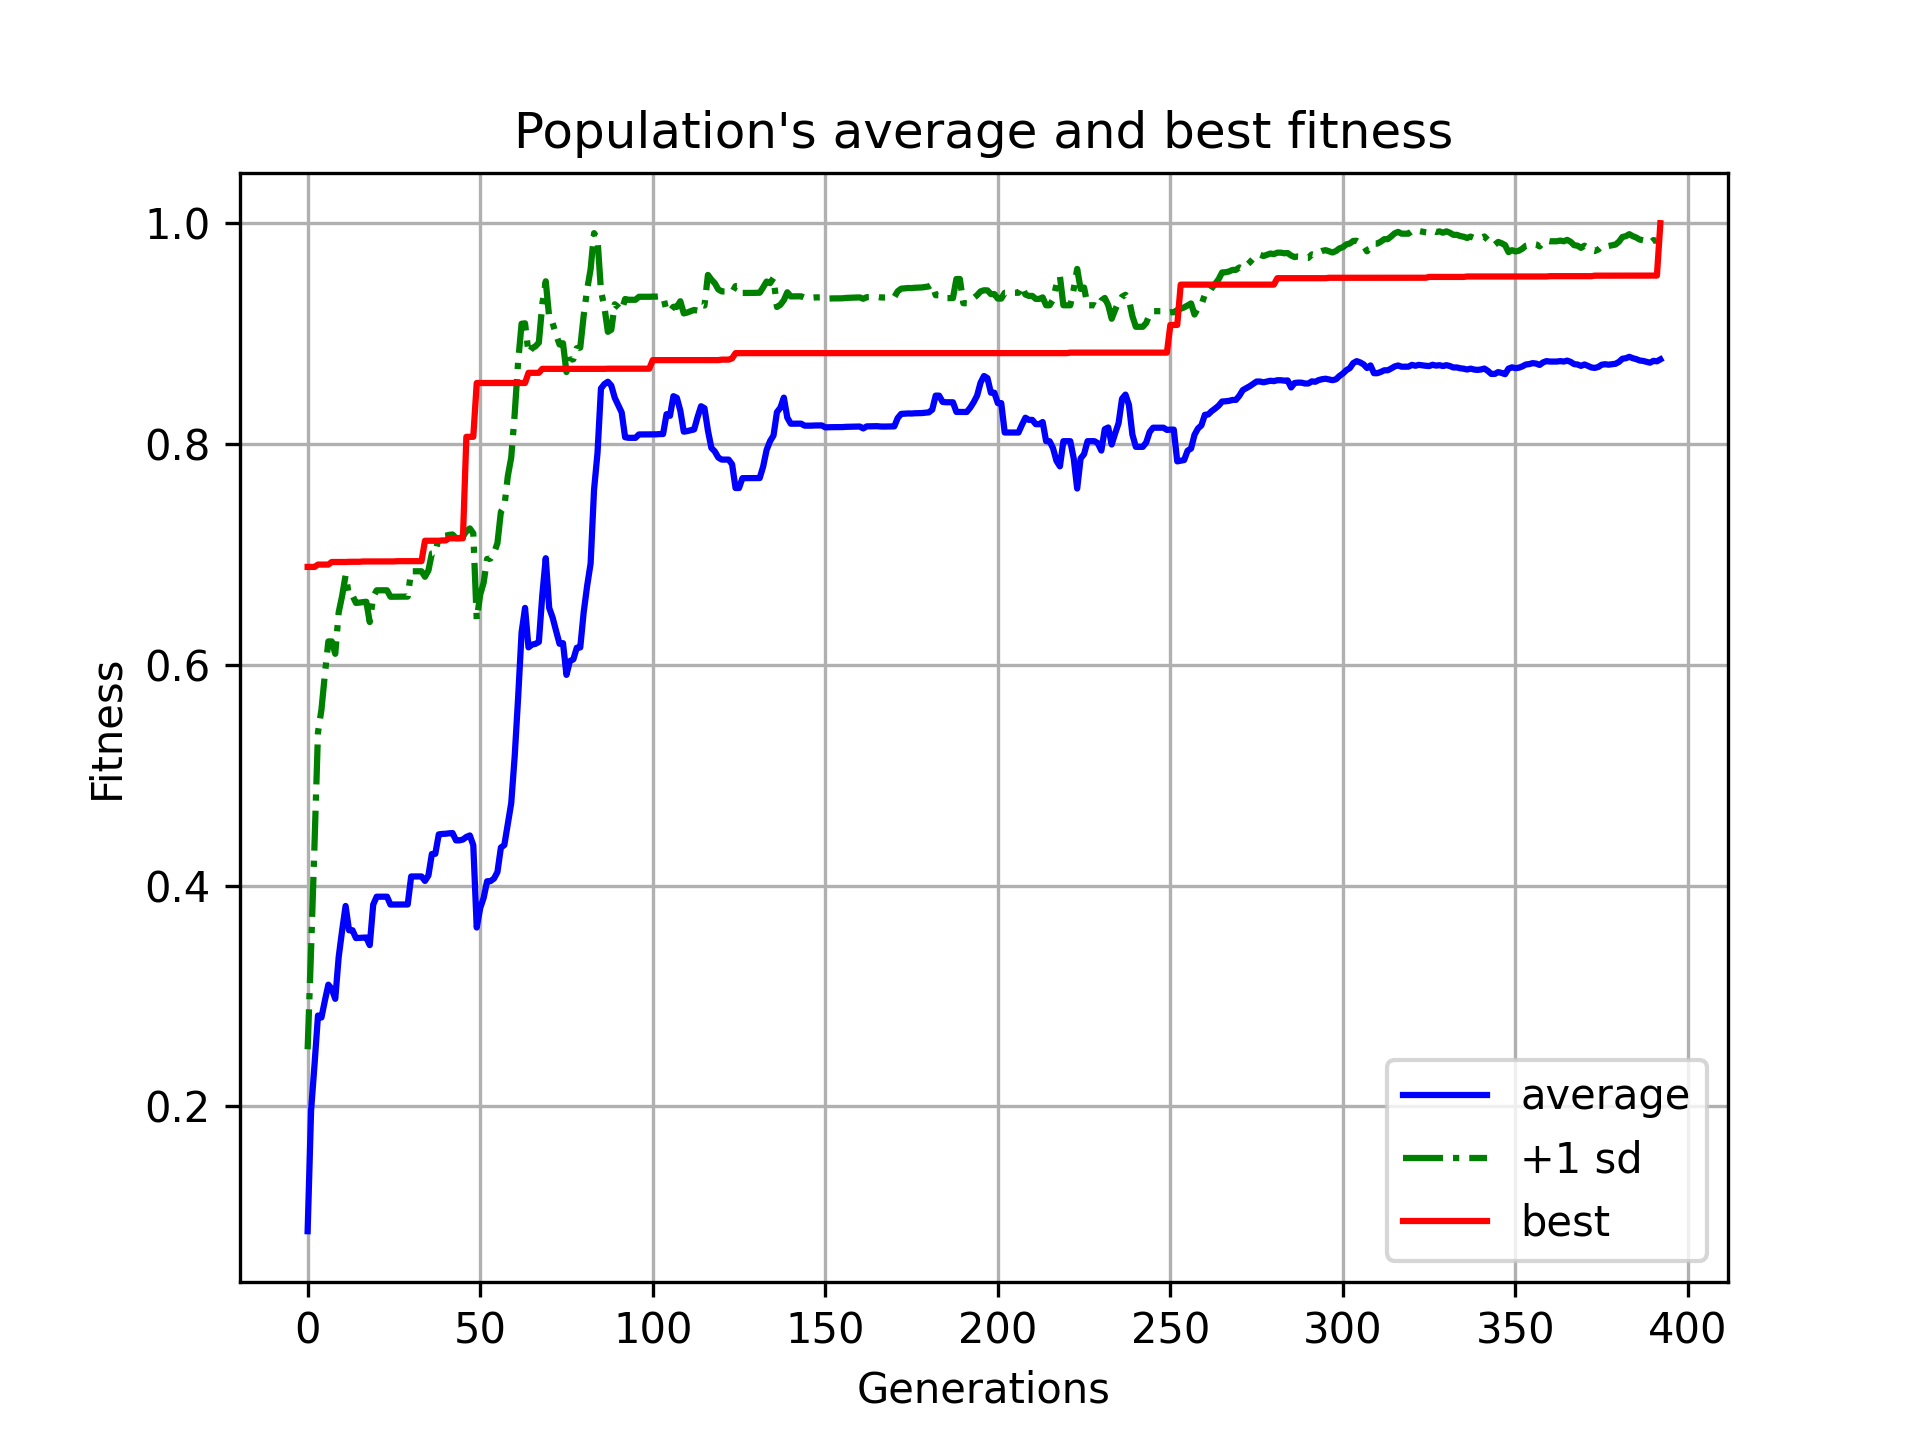 Population's average and best fitness
1.0
0.8
0.6
0.4
0.2
Fitness
0 50 100 150 200 250 300 350 400
Generations
average
+1 sd
best